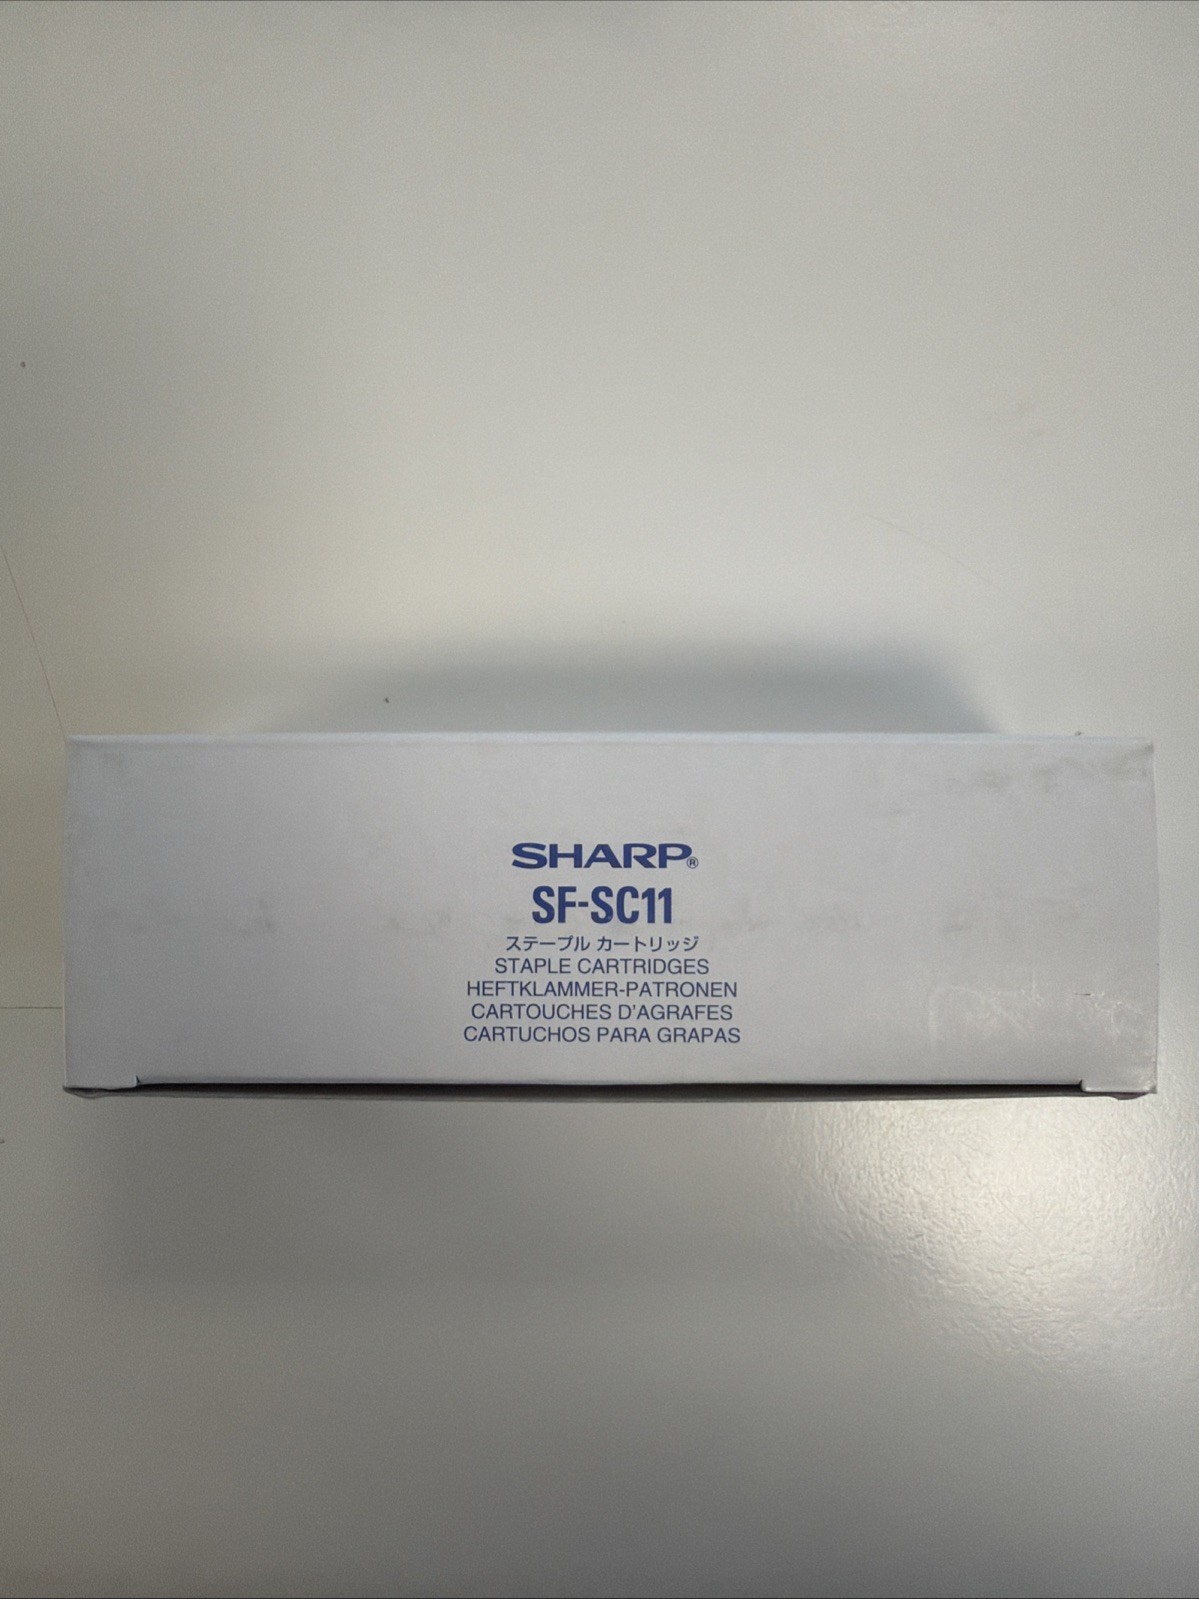 SHARP®
SF-SC11
ステープル カートリッジ
STAPLE CARTRIDGES
HEFTKLAMMER-PATRONEN
CARTOUCHES D'AGRAFES
CARTUCHOS PARA GRAPAS